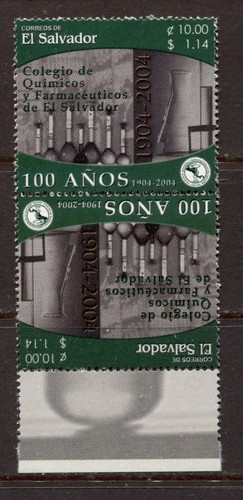 CORREOS DE
El Salvador
₡ 10.00
$ 1.14
Colegio de
Químicos
y Farmacéuticos
de El Salvador
1904-2004
100 AÑOS 1904-2004
100 AÑOS 1904-2004
1904-2004
Colegio de
Químicos
y Farmacéuticos
de El Salvador
₡ 10.00
$ 1.14
CORREOS DE
El Salvador